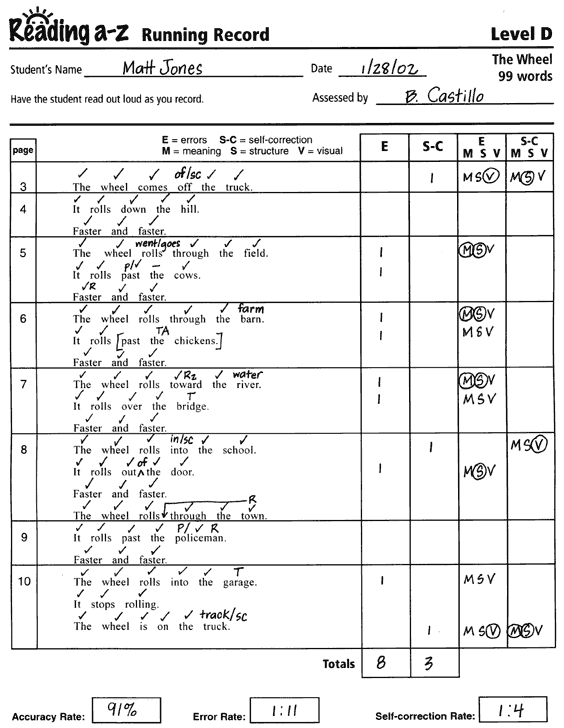 Reading a-z Running Record Level D
Student's Name Matt Jones Date 1/28/02 The Wheel
99 words
Have the student read out loud as you record. Assessed by B. Castillo
page E = errors S-C = self-correction
M = meaning S = structure V = visual E S-C E M S V S-C M S V
✓ ✓ ✓ of/sc ✓ ✓
3 The wheel comes off the truck. 1 M S V M S V
✓ ✓ ✓ ✓ ✓
4 It rolls down the hill.
✓ ✓ ✓
Faster and faster.
✓ ✓ went/goes ✓ ✓ ✓
5 The wheel rolls through the field. 1 M S V
✓ ✓ P/✓ – ✓
It rolls past the cows. 1
✓R ✓ ✓
Faster and faster.
✓ ✓ ✓ ✓ ✓ farm
6 The wheel rolls through the barn. 1 M S V
✓ ✓ TA
It rolls [past the chickens.] 1 M S V
✓ ✓ ✓
Faster and faster.
✓ ✓ ✓ ✓R2 ✓ water
7 The wheel rolls toward the river. 1 M S V
✓ ✓ ✓ ✓ T
It rolls over the bridge. 1 M S V
✓ ✓ ✓
Faster and faster.
✓ ✓ ✓ in/sc ✓ ✓
8 The wheel rolls into the school. 1 M S V
✓ ✓ ✓ of ✓ ✓
It rolls out^the door. 1 M S V
✓ ✓ ✓
Faster and faster.
✓ ✓ ✓ ✓ ✓ ✓ R
The wheel rolls through the town.
✓ ✓ ✓ P/ ✓ R
9 It rolls past the policeman.
✓ ✓ ✓
Faster and faster.
✓ ✓ ✓ ✓ ✓ T
10 The wheel rolls into the garage. 1 M S V
✓ ✓ ✓
It stops rolling.
✓ ✓ ✓ ✓ ✓ track/sc
The wheel is on the truck. 1 M S V M S V
Totals 8 3
Accuracy Rate: 91% Error Rate: 1:11 Self-correction Rate: 1:4